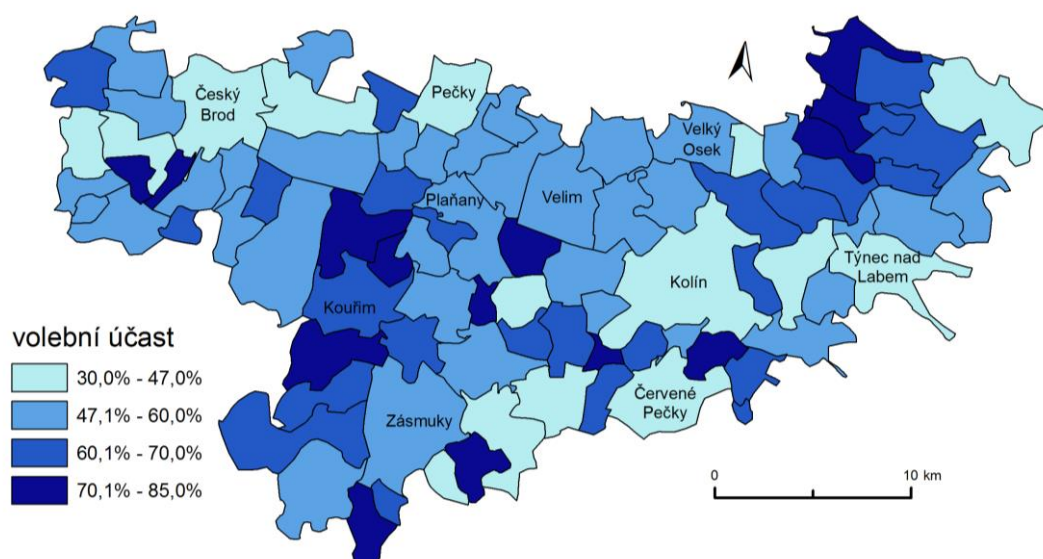 Český
Brod
Pečky
Velký
Osek
Plaňany
Velim
Týnec nad
Labem
Kolín
Kouřim
Červené
Pečky
Zásmuky
volební účast
30,0% - 47,0%
47,1% - 60,0%
60,1% - 70,0%
70,1% - 85,0%
0
10 km